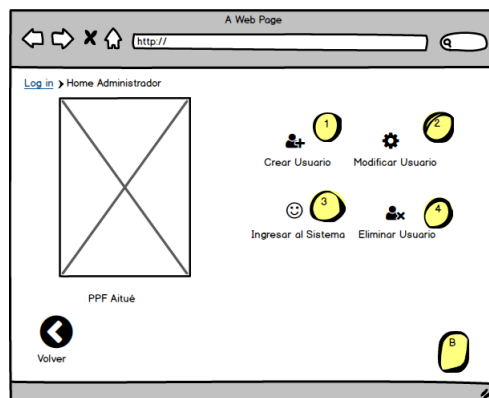 A Web Page
http://
Log in > Home Administrador
1
2
Crear Usuario
Modificar Usuario
3
4
Ingresar al Sistema
Eliminar Usuario
PPF Aitué
Volver
B